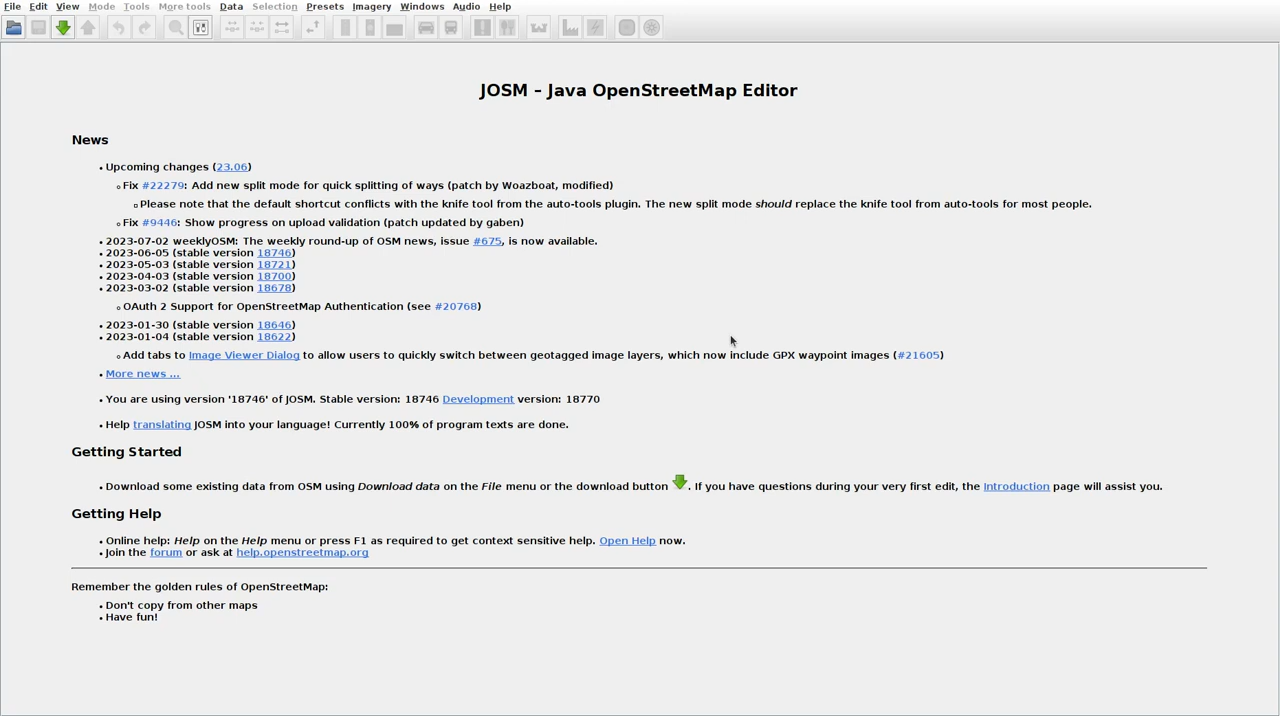 File Edit View Mode Tools More tools Data Selection Presets Imagery Windows Audio Help
JOSM – Java OpenStreetMap Editor
News
Upcoming changes (23.06)
Fix #22279: Add new split mode for quick splitting of ways (patch by Woazboat, modified)
Please note that the default shortcut conflicts with the knife tool from the auto-tools plugin. The new split mode should replace the knife tool from auto-tools for most people.
Fix #9446: Show progress on upload validation (patch updated by gaben)
2023-07-02 weeklyOSM: The weekly round-up of OSM news, issue #675, is now available.
2023-06-05 (stable version 18746)
2023-05-03 (stable version 18721)
2023-04-03 (stable version 18700)
2023-03-02 (stable version 18678)
OAuth 2 Support for OpenStreetMap Authentication (see #20768)
2023-01-30 (stable version 18646)
2023-01-04 (stable version 18622)
Add tabs to Image Viewer Dialog to allow users to quickly switch between geotagged image layers, which now include GPX waypoint images (#21605)
More news ...
You are using version '18746' of JOSM. Stable version: 18746 Development version: 18770
Help translating JOSM into your language! Currently 100% of program texts are done.
Getting Started
Download some existing data from OSM using Download data on the File menu or the download button . If you have questions during your very first edit, the Introduction page will assist you.
Getting Help
Online help: Help on the Help menu or press F1 as required to get context sensitive help. Open Help now.
Join the forum or ask at help.openstreetmap.org
Remember the golden rules of OpenStreetMap:
Don't copy from other maps
Have fun!